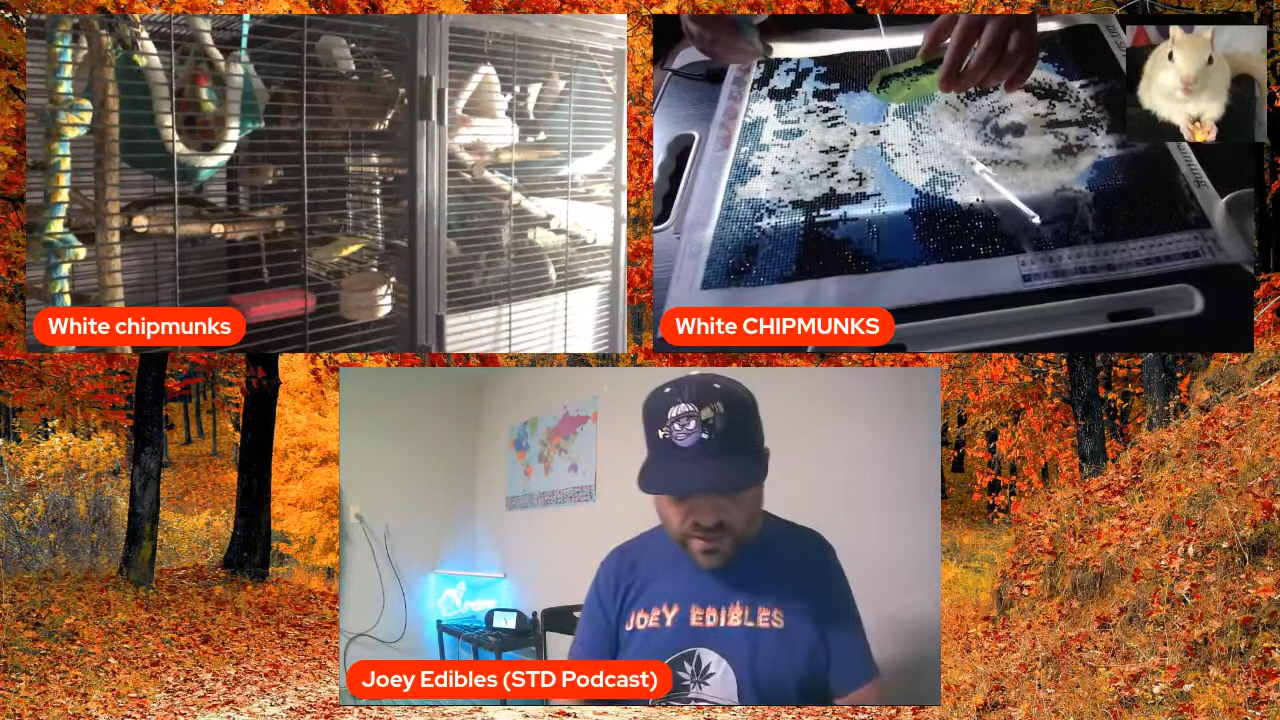 White chipmunks
White CHIPMUNKS
JOEY EDIBLES
Joey Edibles (STD Podcast)